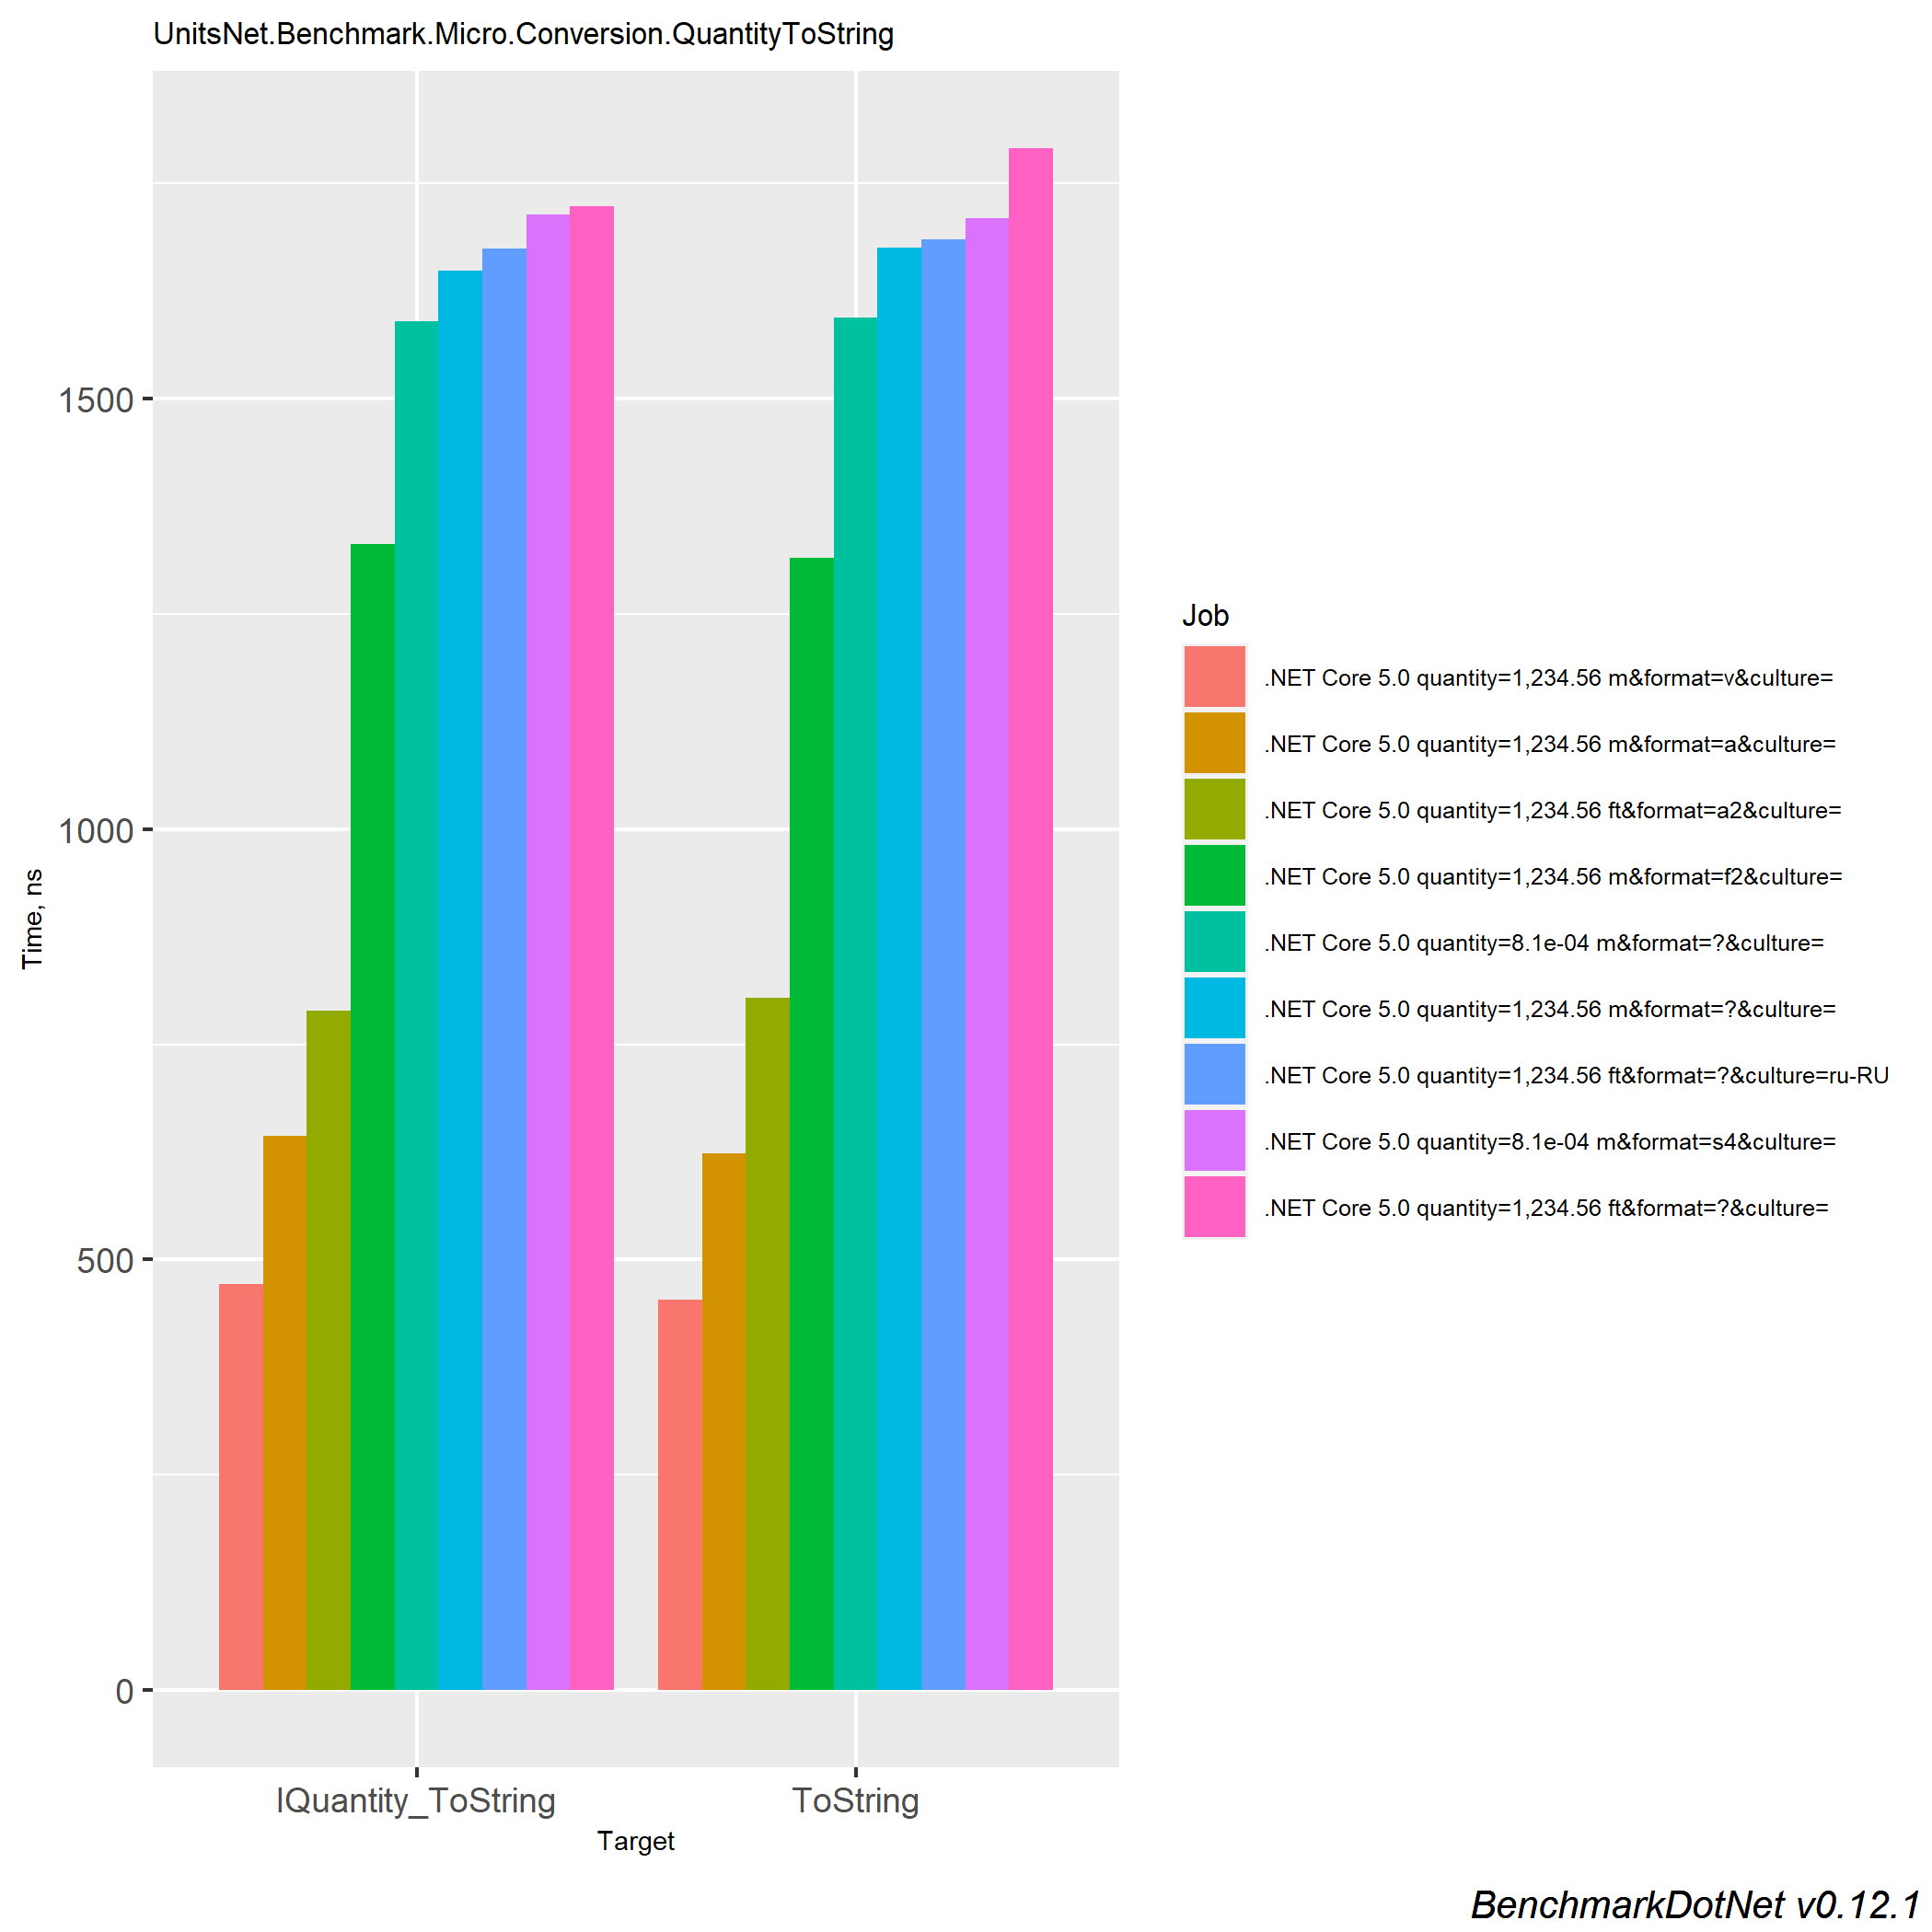 UnitsNet.Benchmark.Micro.Conversion.QuantityToString
1500
1000
500
0
Time, ns
IQuantity_ToString
ToString
Target
Job
.NET Core 5.0 quantity=1,234.56 m&format=v&culture=
.NET Core 5.0 quantity=1,234.56 m&format=a&culture=
.NET Core 5.0 quantity=1,234.56 ft&format=a2&culture=
.NET Core 5.0 quantity=1,234.56 m&format=f2&culture=
.NET Core 5.0 quantity=8.1e-04 m&format=?&culture=
.NET Core 5.0 quantity=1,234.56 m&format=?&culture=
.NET Core 5.0 quantity=1,234.56 ft&format=?&culture=ru-RU
.NET Core 5.0 quantity=8.1e-04 m&format=s4&culture=
.NET Core 5.0 quantity=1,234.56 ft&format=?&culture=
BenchmarkDotNet v0.12.1